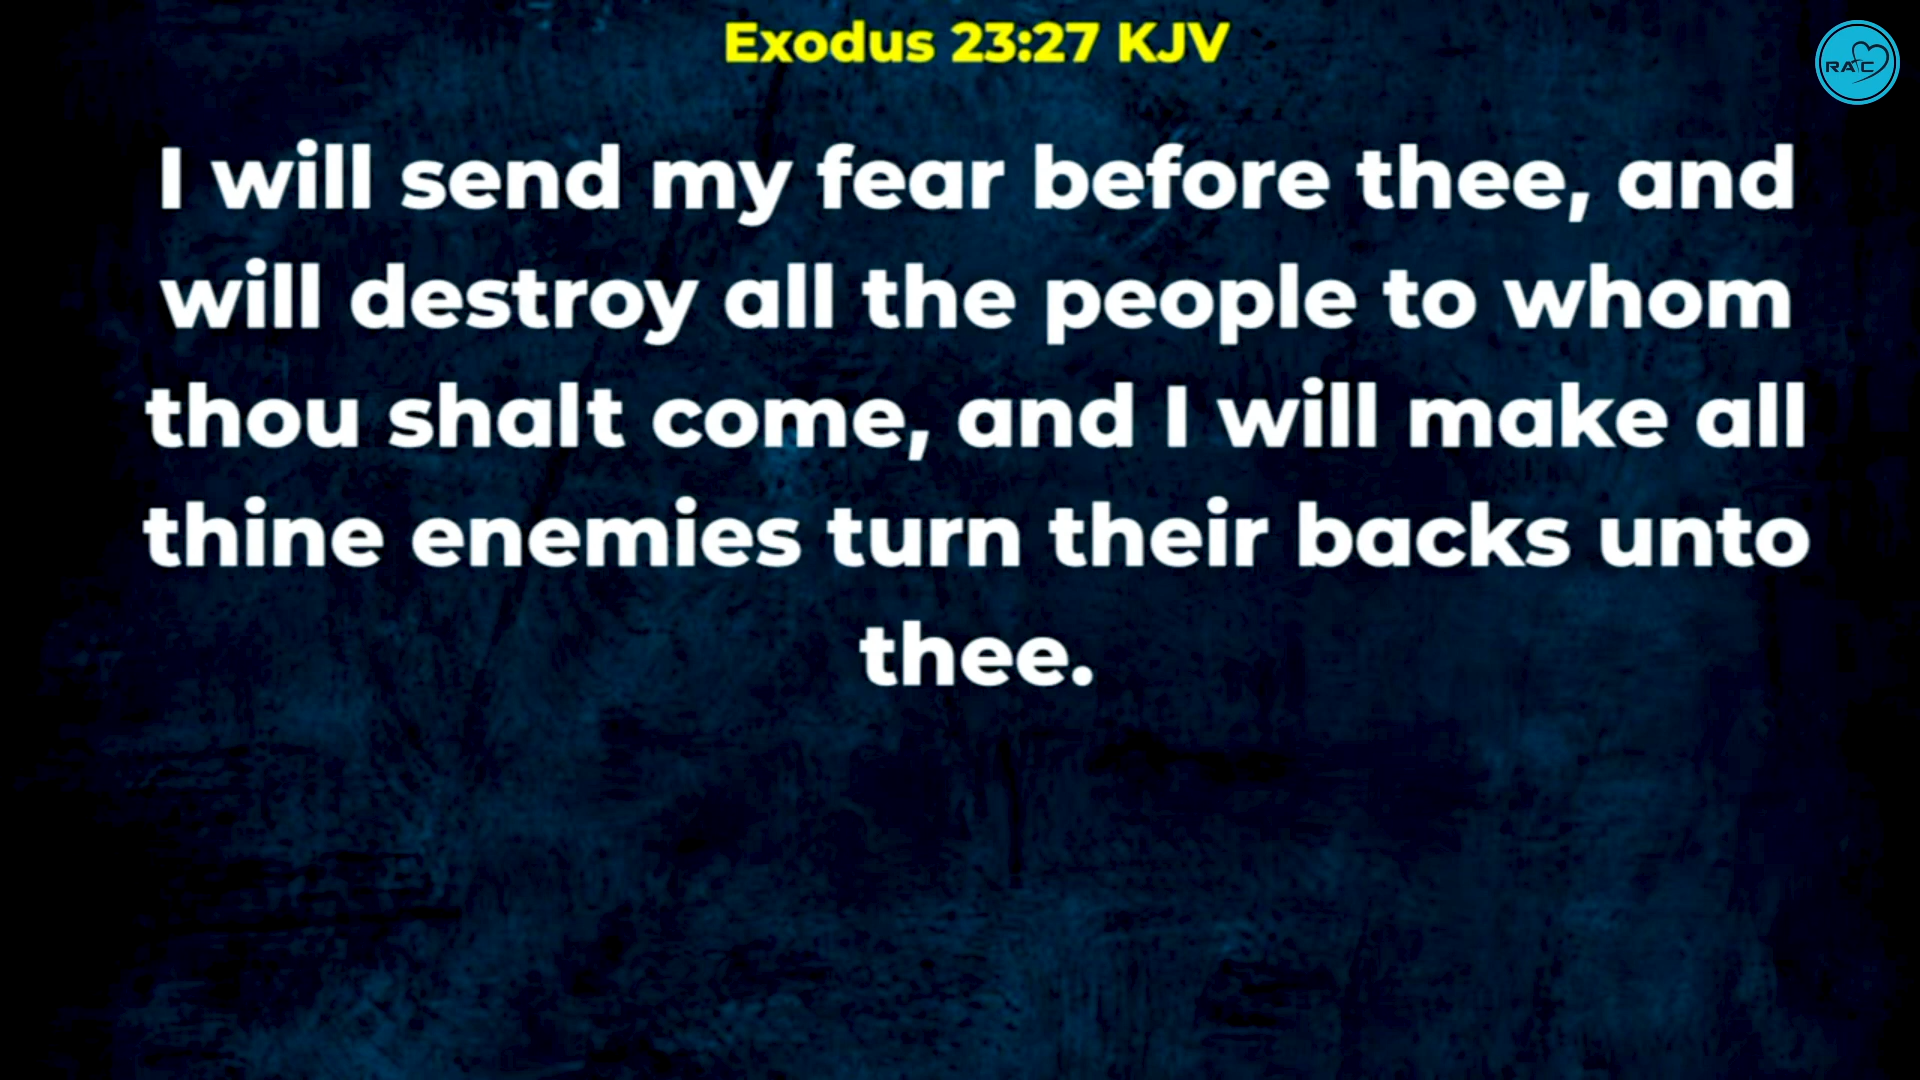 Exodus 23:27 KJV
RATC
I will send my fear before thee, and
will destroy all the people to whom
thou shalt come, and I will make all
thine enemies turn their backs unto
thee.